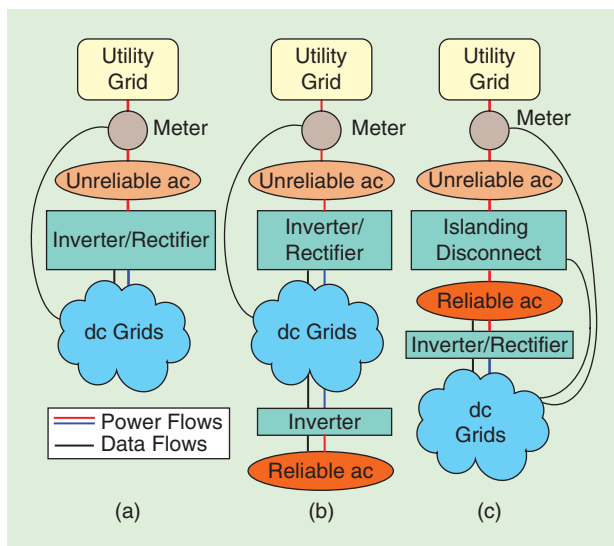 Utility
Grid
Meter
Unreliable ac
Inverter/Rectifier
dc Grids
Power Flows
Data Flows
(a)
Utility
Grid
Meter
Unreliable ac
Inverter/
Rectifier
dc Grids
Inverter
Reliable ac
(b)
Utility
Grid
Meter
Unreliable ac
Islanding
Disconnect
Reliable ac
Inverter/Rectifier
dc
Grids
(c)